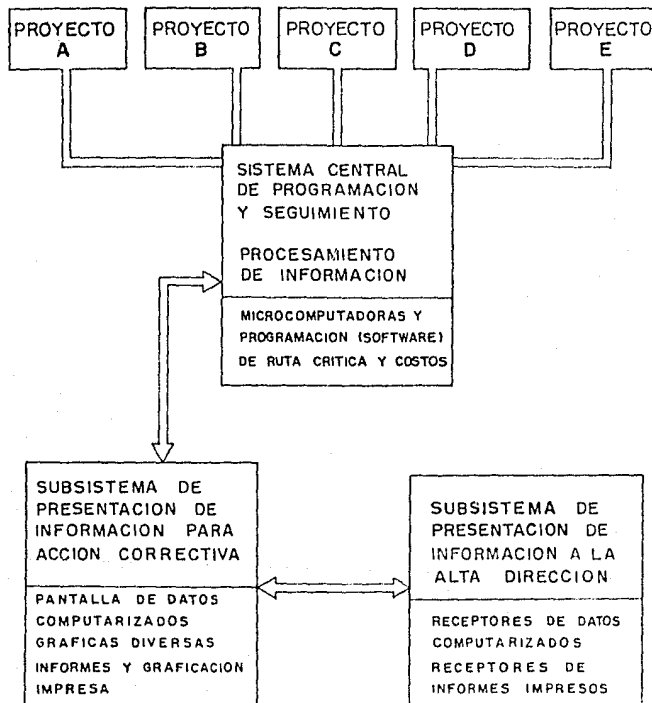 PROYECTO
A
PROYECTO
B
PROYECTO
C
PROYECTO
D
PROYECTO
E
SISTEMA CENTRAL
DE PROGRAMACION
Y SEGUIMIENTO
PROCESAMIENTO
DE INFORMACION
MICROCOMPUTADORAS Y
PROGRAMACION (SOFTWARE)
DE RUTA CRITICA Y COSTOS
SUBSISTEMA DE
PRESENTACION DE
INFORMACION PARA
ACCION CORRECTIVA
PANTALLA DE DATOS
COMPUTARIZADOS
GRAFICAS DIVERSAS
INFORMES Y GRAFICACION
IMPRESA
SUBSISTEMA DE
PRESENTACION DE
INFORMACION A LA
ALTA DIRECCION
RECEPTORES DE DATOS
COMPUTARIZADOS
RECEPTORES DE
INFORMES IMPRESOS